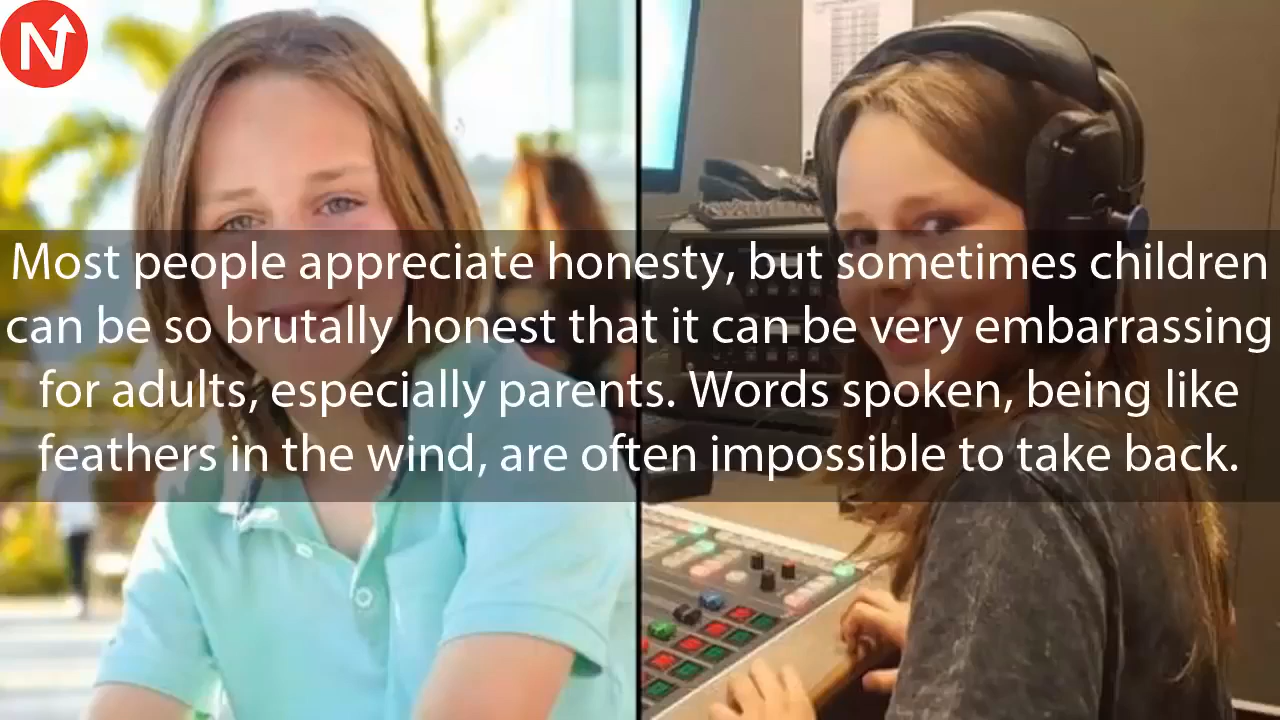 N
Most people appreciate honesty, but sometimes children
can be so brutally honest that it can be very embarrassing
for adults, especially parents. Words spoken, being like
feathers in the wind, are often impossible to take back.